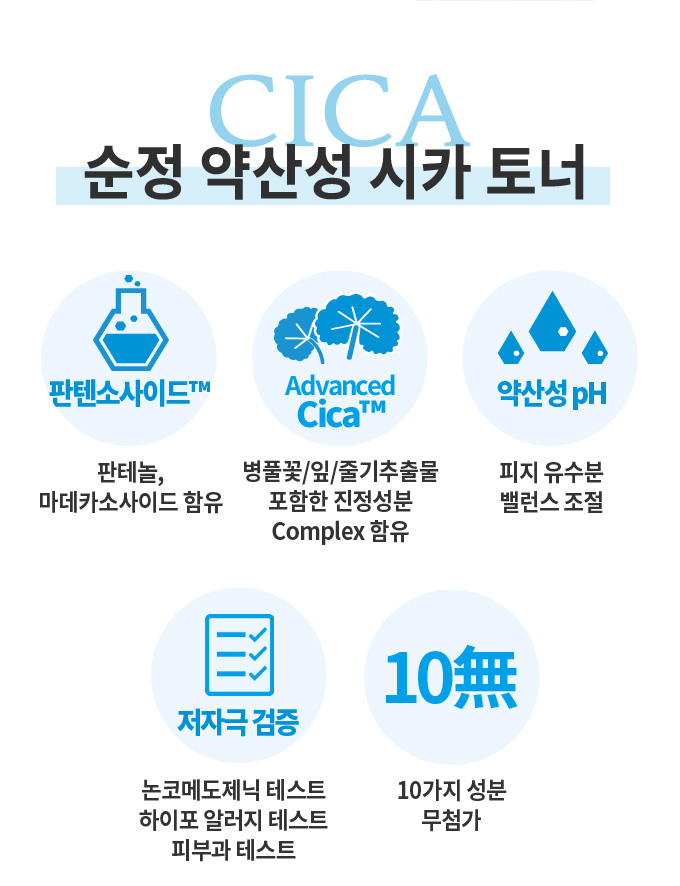 CICA
순정 약산성 시카 토너
판텐소사이드™
판테놀,
마데카소사이드 함유
Advanced
Cica™
병풀꽃/잎/줄기추출물
포함한 진정성분
Complex 함유
약산성 pH
피지 유수분
밸런스 조절
저자극 검증
논코메도제닉 테스트
하이포 알러지 테스트
피부과 테스트
10無
10가지 성분
무첨가